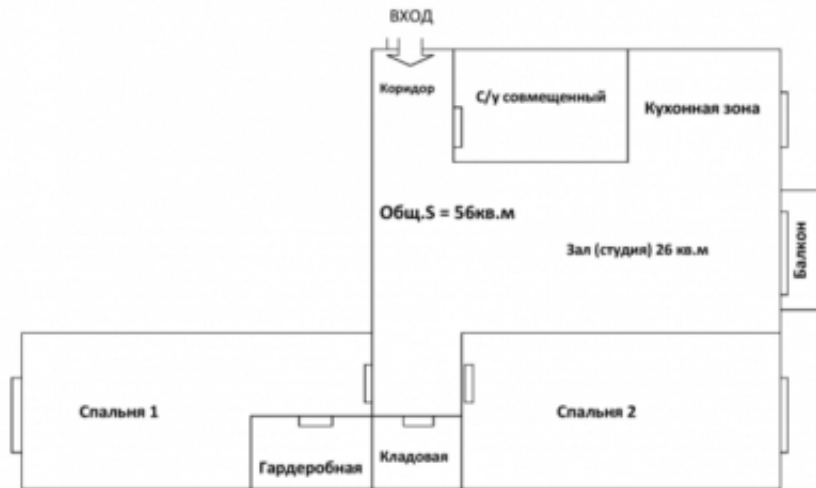 ВХОД
Коридор
С/у совмещенный
Кухонная зона
Общ.S = 56кв.м
Зал (студия) 26 кв.м
Балкон
Спальня 1
Спальня 2
Гардеробная
Кладовая